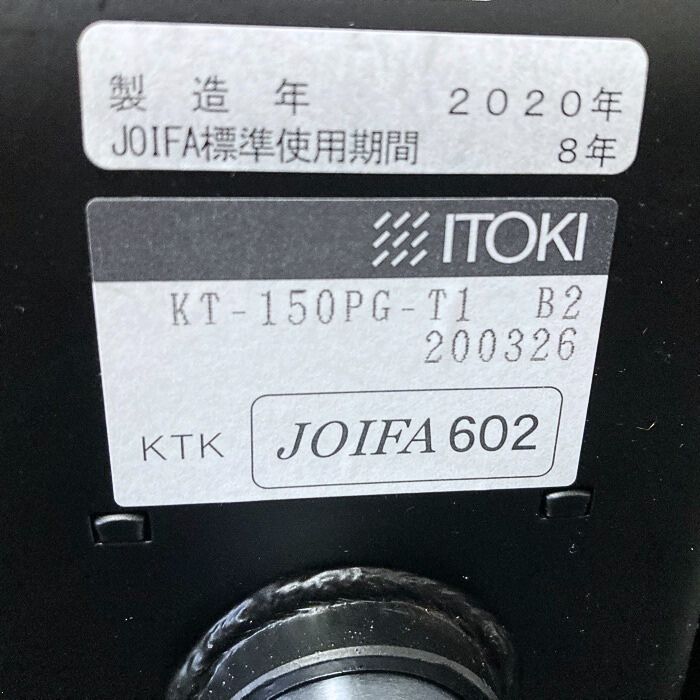 製造年 2020年
JOIFA標準使用期間 8年
ITOKI
KT-150PG-T1 B2
200326
KTK JOIFA 602